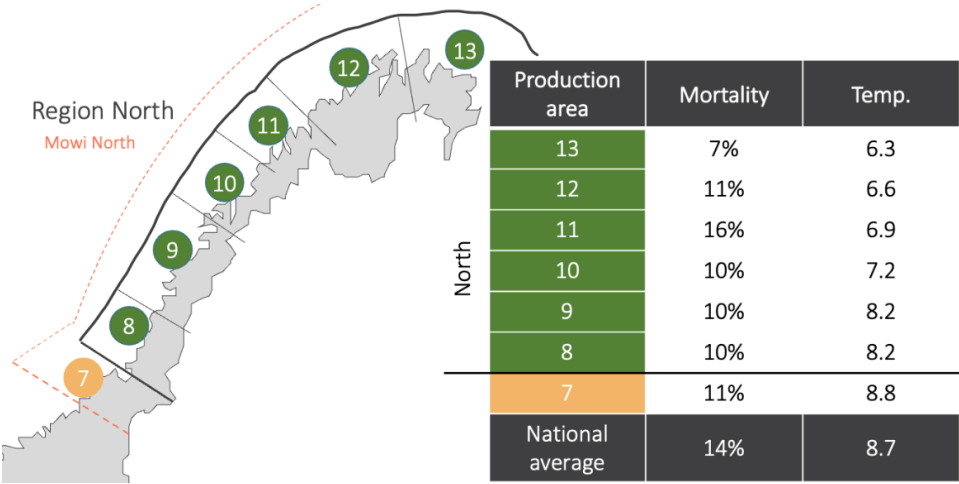 13
12
11
10
9
8
7
Region North
Mowi North
Production area Mortality Temp.
North
13 7% 6.3
12 11% 6.6
11 16% 6.9
10 10% 7.2
9 10% 8.2
8 10% 8.2
7 11% 8.8
National average 14% 8.7